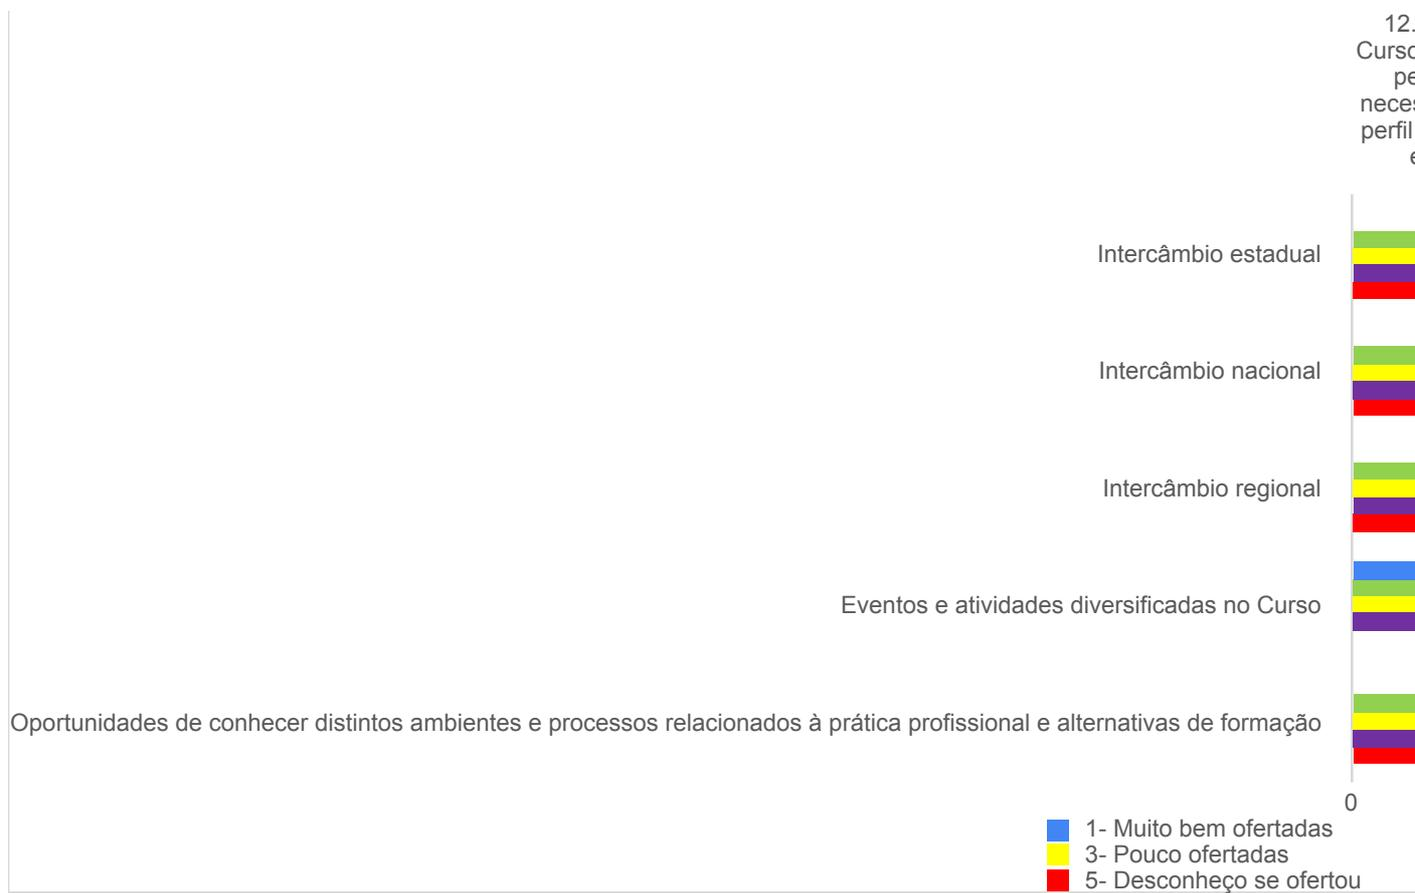 12.
Curso
pe
neces
perfil
e
Intercâmbio estadual
Intercâmbio nacional
Intercâmbio regional
Eventos e atividades diversificadas no Curso
Oportunidades de conhecer distintos ambientes e processos relacionados à prática profissional e alternativas de formação
0
1- Muito bem ofertadas
3- Pouco ofertadas
5- Desconheço se ofertou